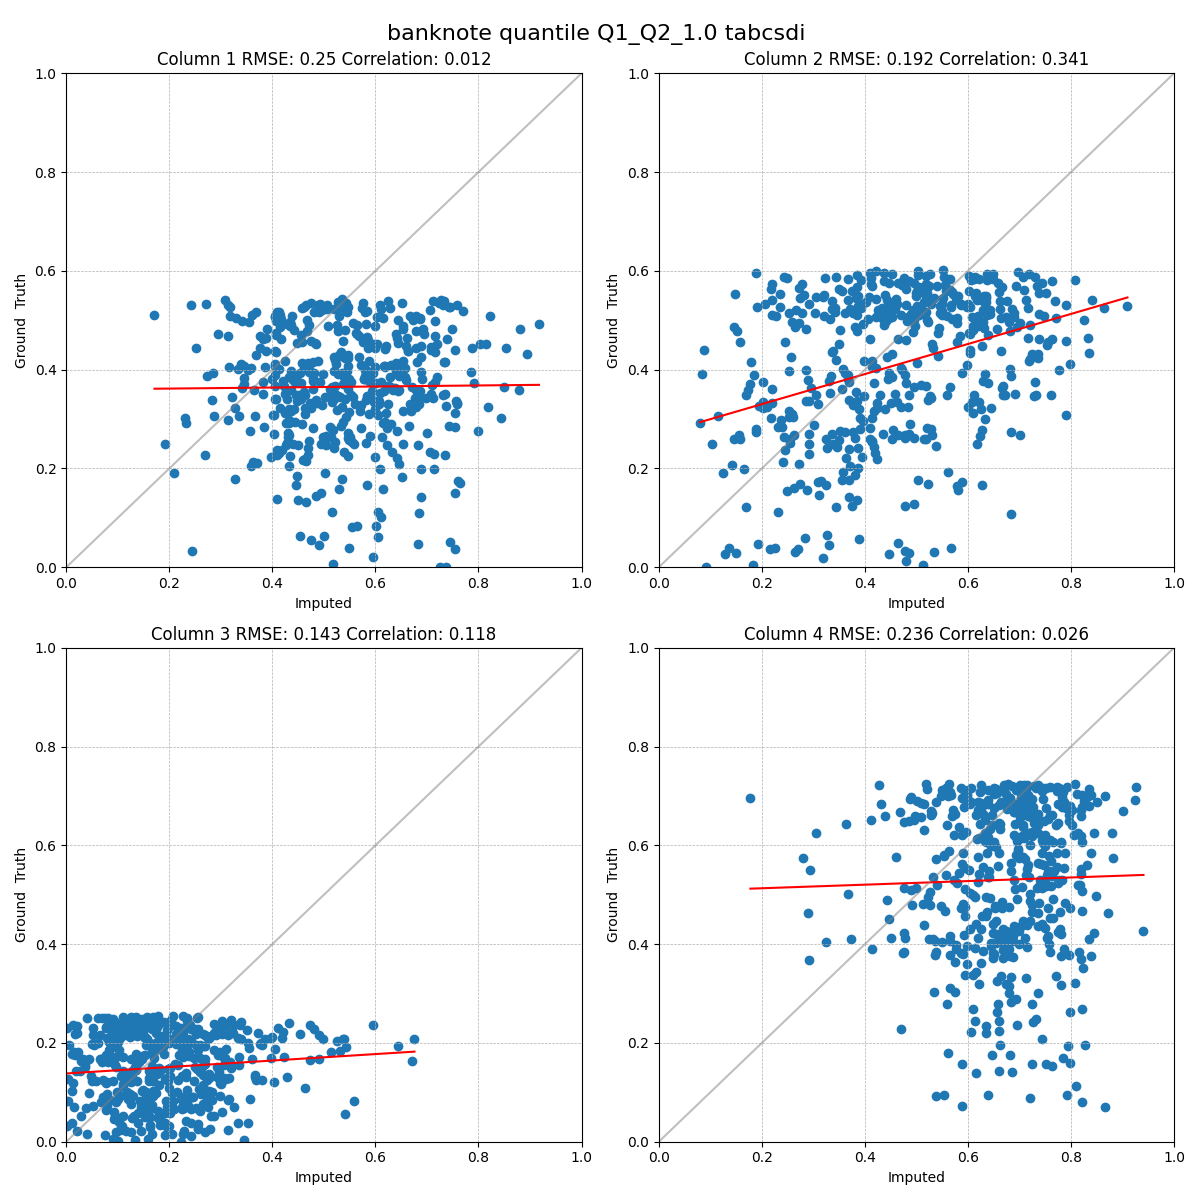 banknote quantile Q1_Q2_1.0 tabcsdi
Column 1 RMSE: 0.25 Correlation: 0.012
1.0
0.8
0.6
0.4
0.2
0.0
Ground  Truth
0.0 0.2 0.4 0.6 0.8 1.0
Imputed
Column 2 RMSE: 0.192 Correlation: 0.341
1.0
0.8
0.6
0.4
0.2
0.0
Ground  Truth
0.0 0.2 0.4 0.6 0.8 1.0
Imputed
Column 3 RMSE: 0.143 Correlation: 0.118
1.0
0.8
0.6
0.4
0.2
0.0
Ground  Truth
0.0 0.2 0.4 0.6 0.8 1.0
Imputed
Column 4 RMSE: 0.236 Correlation: 0.026
1.0
0.8
0.6
0.4
0.2
0.0
Ground  Truth
0.0 0.2 0.4 0.6 0.8 1.0
Imputed